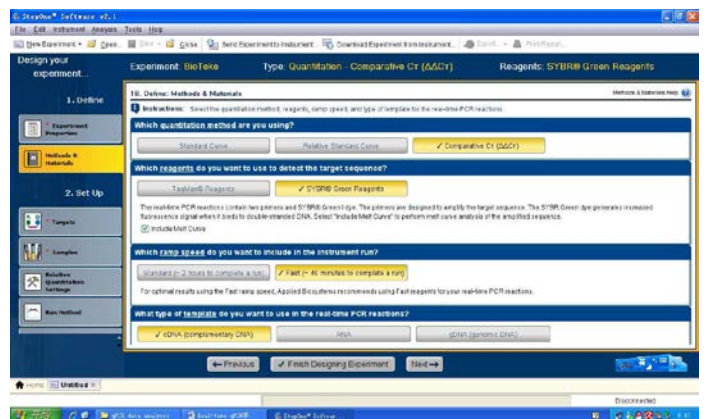 StepOne™ Software v2.1
File Edit Instrument Analysis Tools Help
New Experiment Open... Save Close Send Experiment to Instrument... Download Experiment from Instrument... Export... Print Report...
Design your experiment...
Experiment: BioTeke Type: Quantitation - Comparative CT (ΔΔCT) Reagents: SYBR® Green Reagents
1. Define
Experiment Properties
Methods & Materials
2. Set Up
Targets
Samples
Relative Quantitation Settings
Run Method
Methods & Materials Help
Instructions: Select the quantitation method, reagents, ramp speed, and type of template for the real-time PCR reactions.
Which quantitation method are you using?
Standard Curve Relative Standard Curve ✓ Comparative CT (ΔΔCT)
Which reagents do you want to use to detect the target sequence?
TaqMan® Reagents ✓ SYBR® Green Reagents
The real-time PCR reactions contain two primers and SYBR® Green dye. The primers are designed to amplify the target sequence. The SYBR Green dye generates increased
fluorescence signal when it binds to double-stranded DNA. Select "Include Melt Curve" to perform melt curve analysis of the amplified sequence.
Include Melt Curve
Which ramp speed do you want to include in the instrument run?
Standard (~ 2 hours to complete a run) ✓ Fast (~ 40 minutes to complete a run)
For optimal results using the Fast ramp speed, Applied Biosystems recommends using Fast reagents for your real-time PCR reactions.
What type of template do you want to use in the real-time PCR reactions?
✓ cDNA (complementary DNA) RNA gDNA (genomic DNA)
Previous ✓ Finish Designing Experiment Next
Home Untitled ×
Disconnected